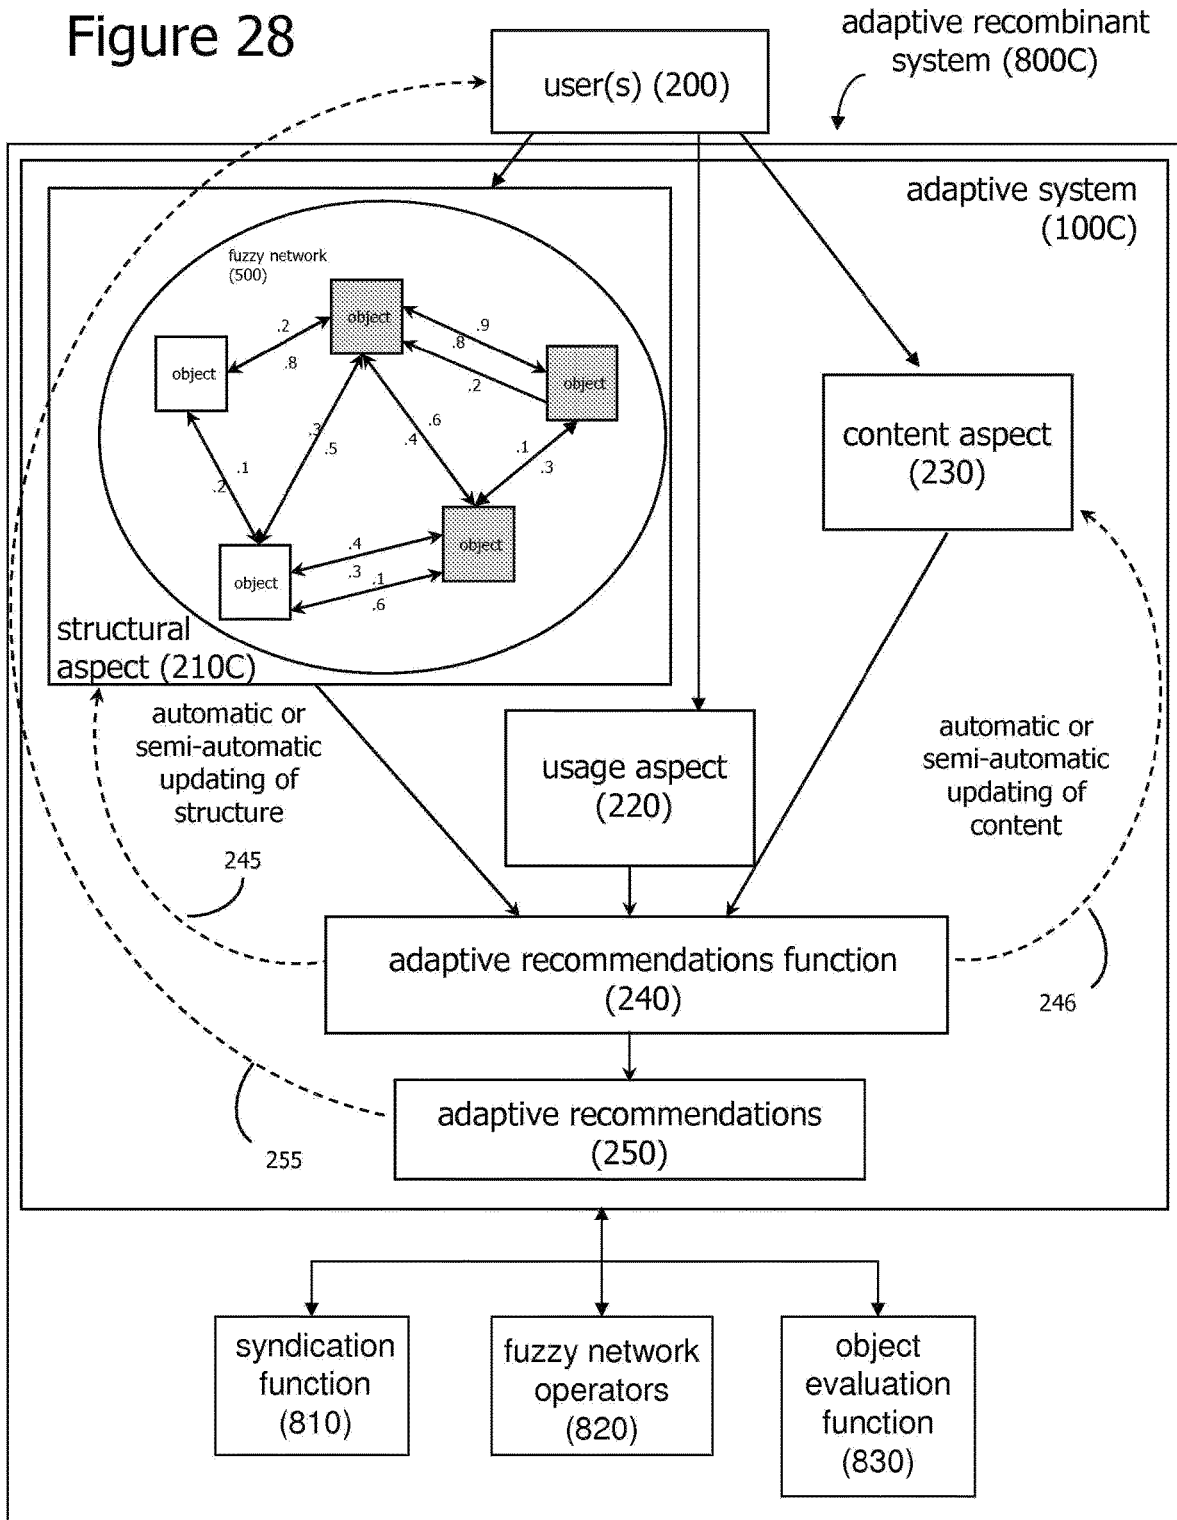 Figure 28
adaptive recombinant
system (800C)
user(s) (200)
adaptive system
(100C)
fuzzy network
(500)
object
.2
.8
object
.9
.8
.2
object
.3
.5
.6
.4
.1
.3
.1
.2
object
.4
.3
.1
.6
object
content aspect
(230)
structural
aspect (210C)
automatic or
semi-automatic
updating of
structure
usage aspect
(220)
automatic or
semi-automatic
updating of
content
245
adaptive recommendations function
(240)
246
adaptive recommendations
(250)
255
syndication
function
(810)
fuzzy network
operators
(820)
object
evaluation
function
(830)